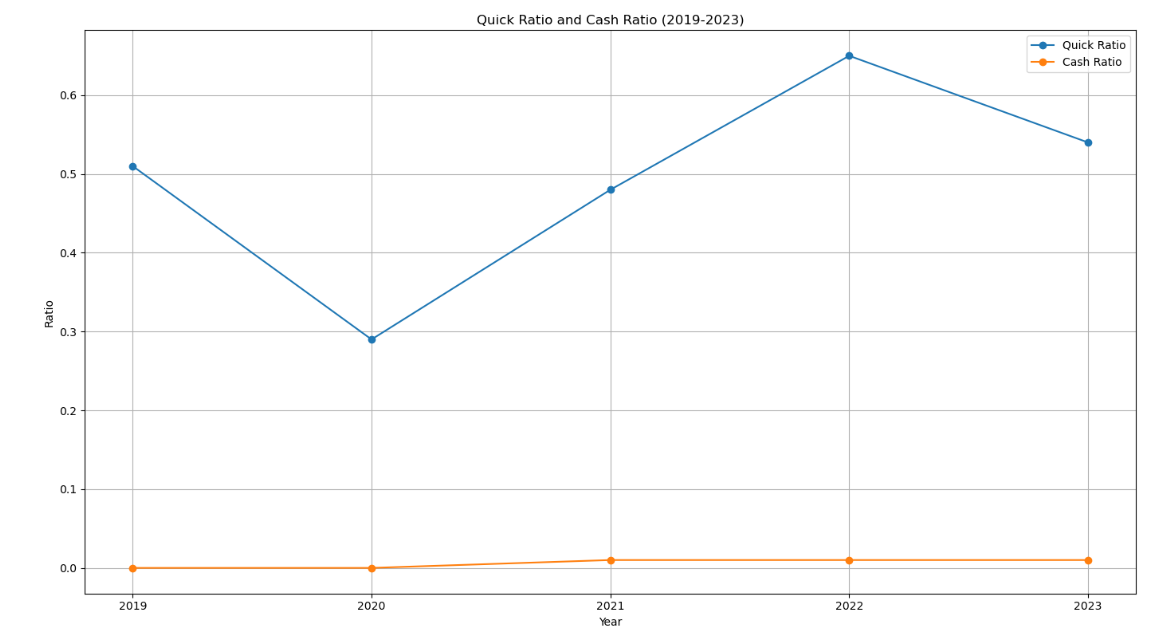 Quick Ratio and Cash Ratio (2019-2023)
Quick Ratio
Cash Ratio
Ratio
0.6
0.5
0.4
0.3
0.2
0.1
0.0
2019 2020 2021 2022 2023
Year